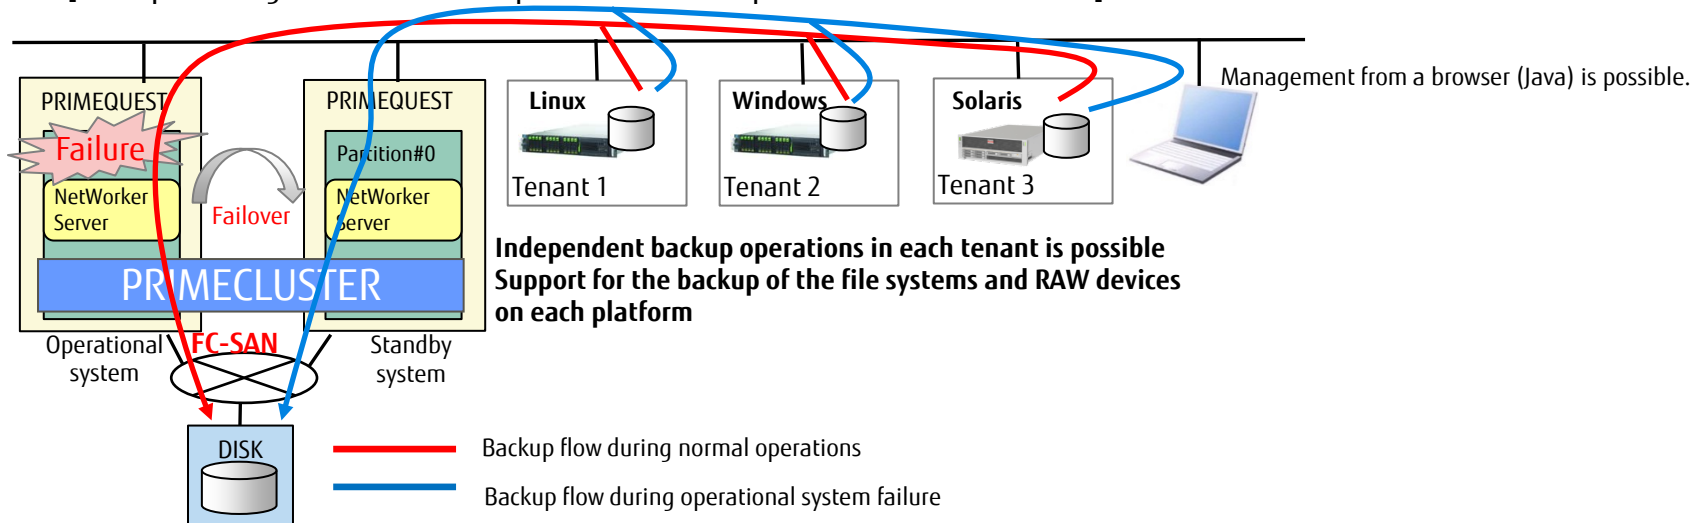 PRIMEQUEST
Failure
NetWorker
Server
Failover
PRIMEQUEST
Partition#0
NetWorker
Server
PRIMECLUSTER
Operational
system
FC-SAN
Standby
system
DISK
Linux
Tenant 1
Windows
Tenant 2
Solaris
Tenant 3
Management from a browser (Java) is possible.
Independent backup operations in each tenant is possible
Support for the backup of the file systems and RAW devices
on each platform
Backup flow during normal operations
Backup flow during operational system failure